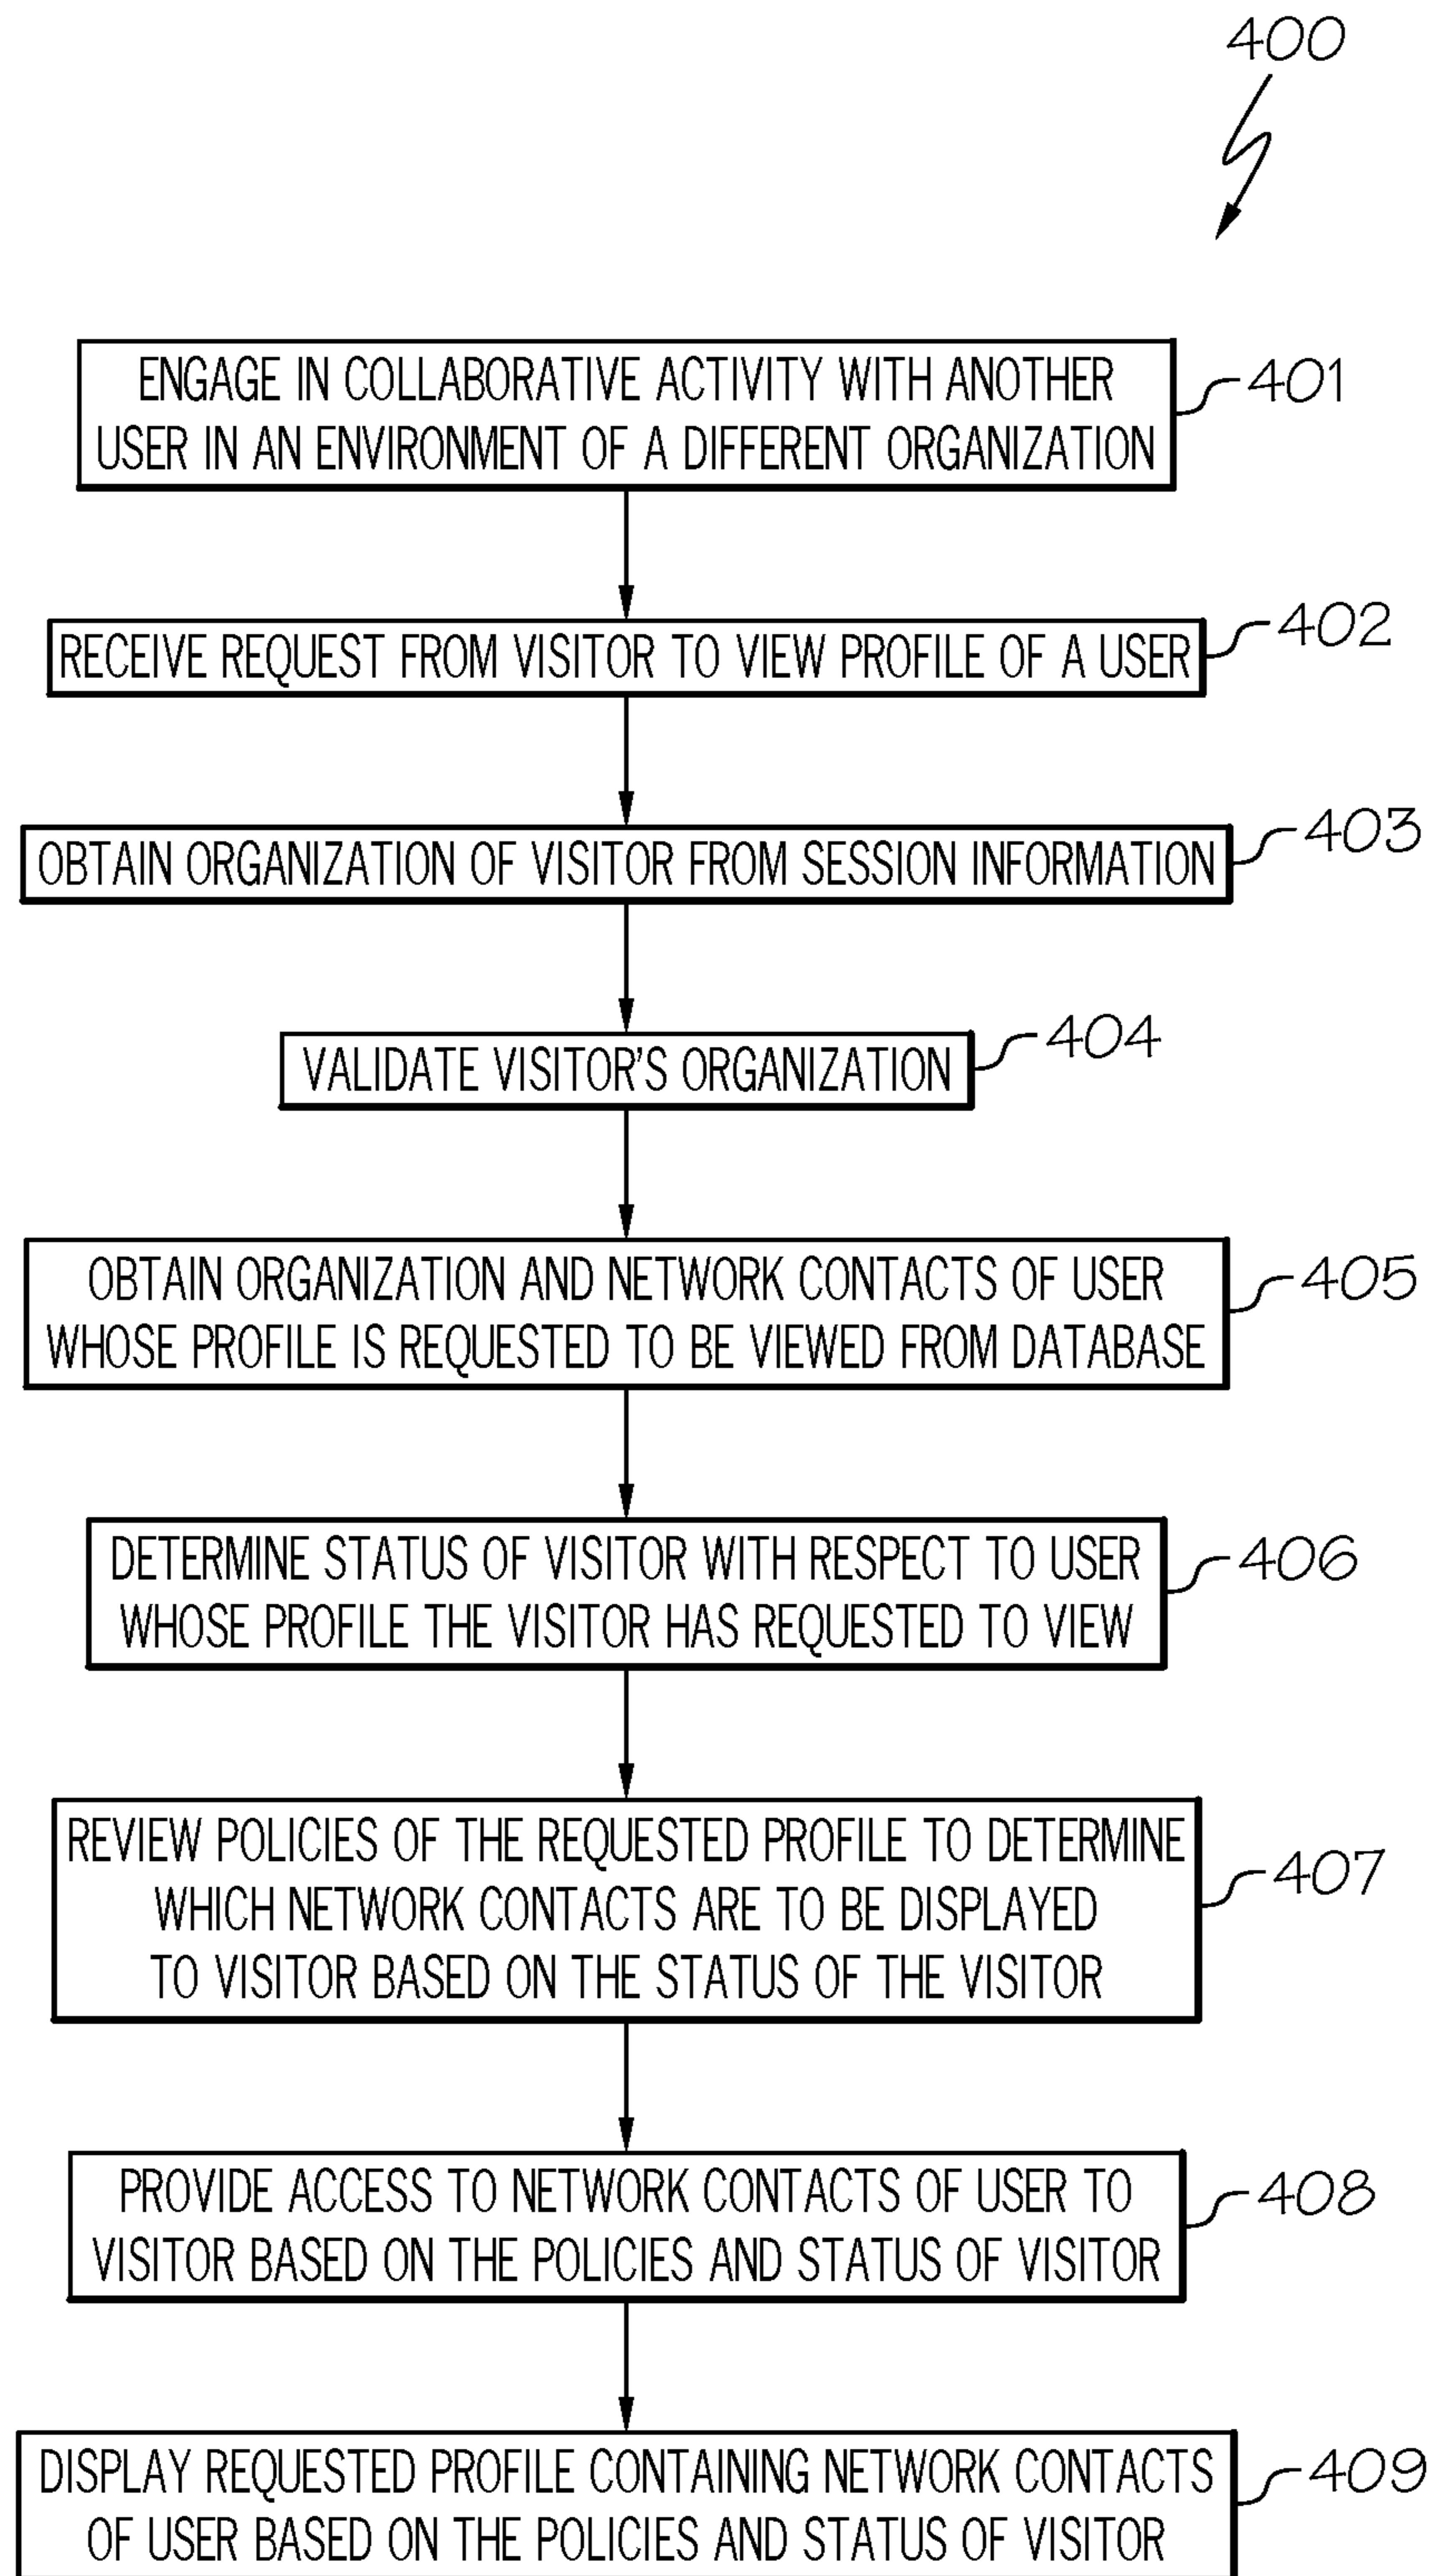 400
ENGAGE IN COLLABORATIVE ACTIVITY WITH ANOTHER
USER IN AN ENVIRONMENT OF A DIFFERENT ORGANIZATION
401
RECEIVE REQUEST FROM VISITOR TO VIEW PROFILE OF A USER
402
OBTAIN ORGANIZATION OF VISITOR FROM SESSION INFORMATION
403
VALIDATE VISITOR'S ORGANIZATION
404
OBTAIN ORGANIZATION AND NETWORK CONTACTS OF USER
WHOSE PROFILE IS REQUESTED TO BE VIEWED FROM DATABASE
405
DETERMINE STATUS OF VISITOR WITH RESPECT TO USER
WHOSE PROFILE THE VISITOR HAS REQUESTED TO VIEW
406
REVIEW POLICIES OF THE REQUESTED PROFILE TO DETERMINE
WHICH NETWORK CONTACTS ARE TO BE DISPLAYED
TO VISITOR BASED ON THE STATUS OF THE VISITOR
407
PROVIDE ACCESS TO NETWORK CONTACTS OF USER TO
VISITOR BASED ON THE POLICIES AND STATUS OF VISITOR
408
DISPLAY REQUESTED PROFILE CONTAINING NETWORK CONTACTS
OF USER BASED ON THE POLICIES AND STATUS OF VISITOR
409